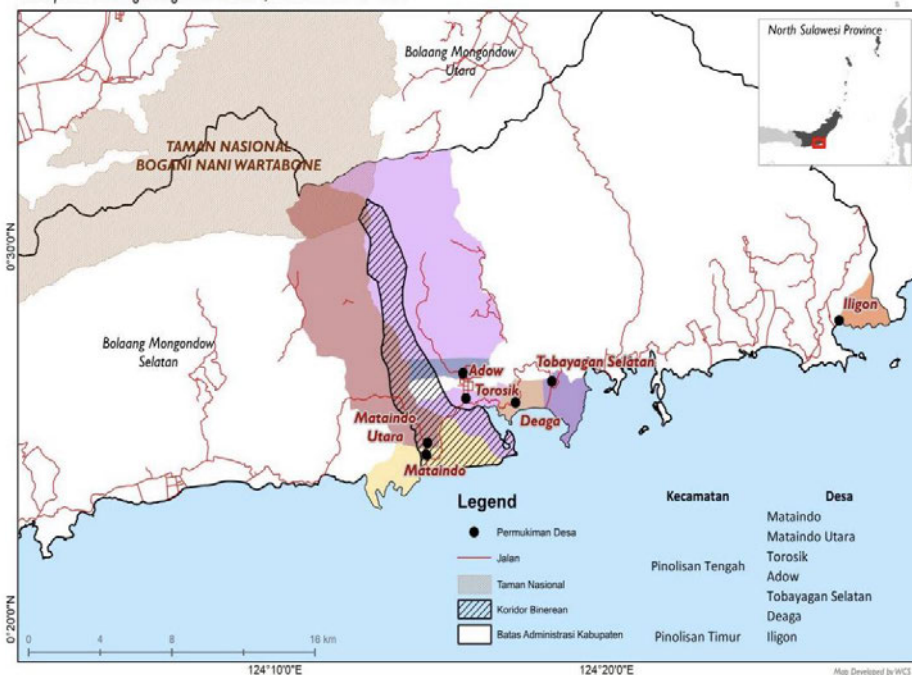 North Sulawesi Province
Bolaang Mongondow
Utara
TAMAN NASIONAL
BOGANI NANI WARTABONE
0°30'0"N
Bolaang Mongondow
Selatan
Iligon
Tobayagan Selatan
Adow
Torosik
Deaga
Mataindo
Utara
Mataindo
Legend
Permukiman Desa
Jalan
Taman Nasional
Koridor Binerean
Batas Administrasi Kabupaten
Kecamatan
Desa
Mataindo
Mataindo Utara
Torosik
Pinolisan Tengah
Adow
Tobayagan Selatan
Deaga
Pinolisan Timur
Iligon
0°20'0"N
0
4
8
16 km
124°10'0"E
124°20'0"E
Map Developed by WCS